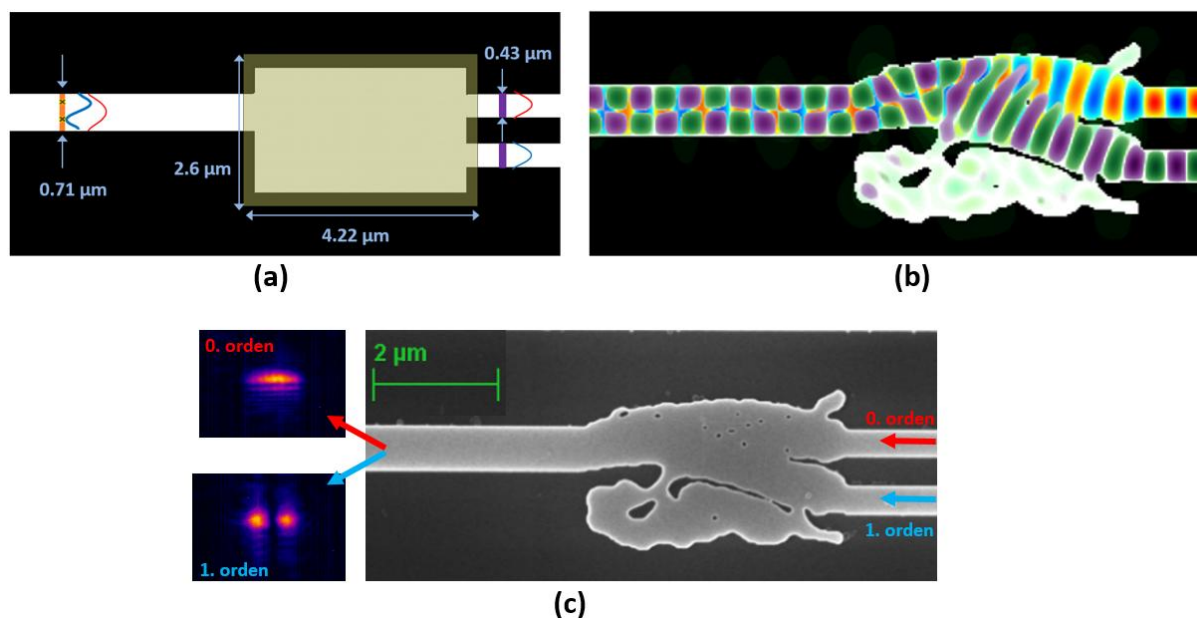 0.43 µm
2.6 µm
0.71 µm
4.22 µm
(a)
(b)
0. orden
2 µm
0. orden
1. orden
1. orden
(c)